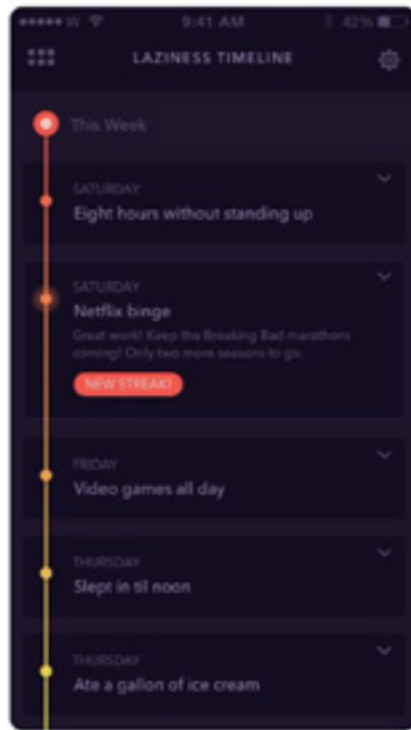 W 9:41 AM 42%
LAZINESS TIMELINE
This Week
SATURDAY
Eight hours without standing up
SATURDAY
Netflix binge
Great work! Keep the Breaking Bad marathons
coming! Only two more seasons to go.
NEW STREAK!
FRIDAY
Video games all day
THURSDAY
Slept in til noon
THURSDAY
Ate a gallon of ice cream